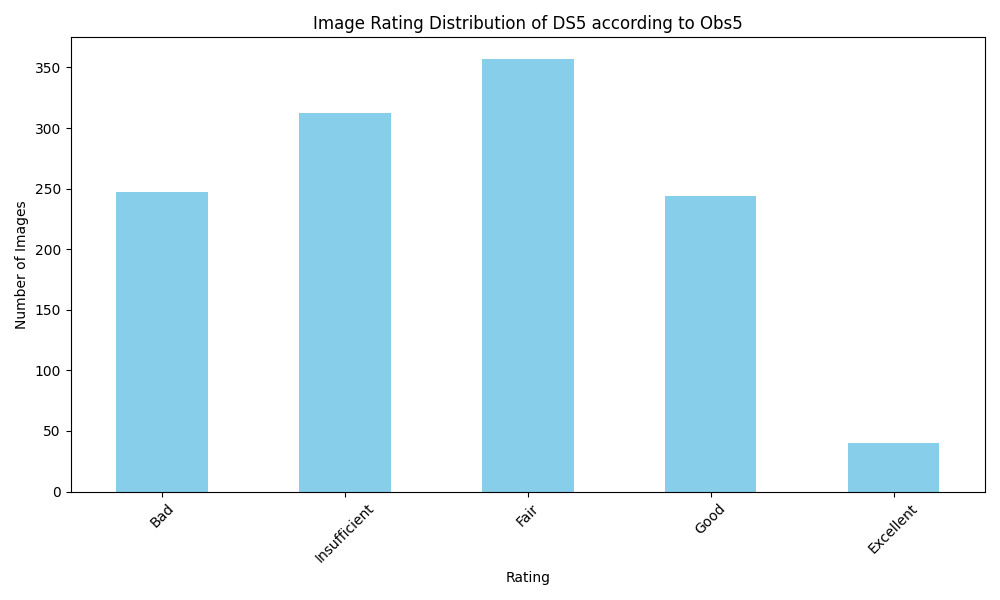 Image Rating Distribution of DS5 according to Obs5
Number of Images
350
300
250
200
150
100
50
0
Bad
Insufficient
Fair
Good
Excellent
Rating